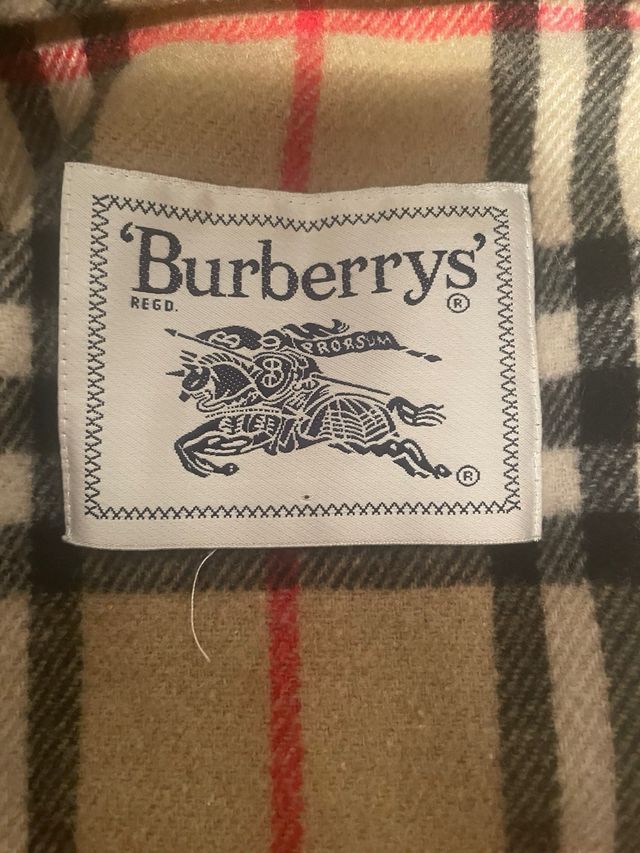 ‘Burberrys’
REGD. ®
PRORSUM
®